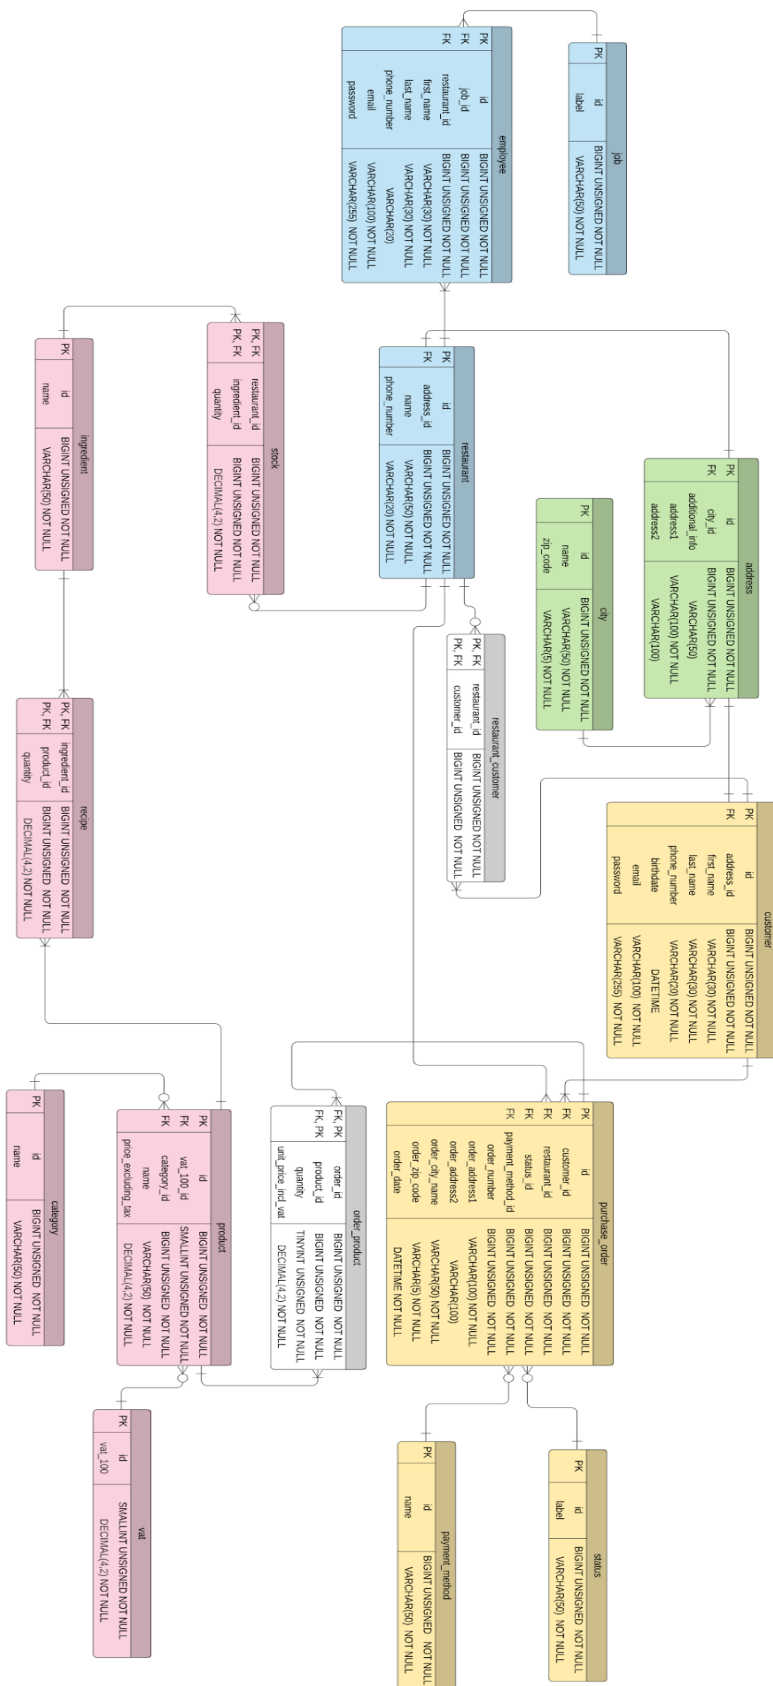 job
PK id BIGINT UNSIGNED NOT NULL
label VARCHAR(50) NOT NULL
employee
PK id BIGINT UNSIGNED NOT NULL
FK job_id BIGINT UNSIGNED NOT NULL
FK restaurant_id BIGINT UNSIGNED NOT NULL
first_name VARCHAR(30) NOT NULL
last_name VARCHAR(30) NOT NULL
phone_number VARCHAR(20)
email VARCHAR(100) NOT NULL
password VARCHAR(255) NOT NULL
address
PK id BIGINT UNSIGNED NOT NULL
FK city_id BIGINT UNSIGNED NOT NULL
additional_info VARCHAR(50)
address1 VARCHAR(100) NOT NULL
address2 VARCHAR(100)
city
PK id BIGINT UNSIGNED NOT NULL
name VARCHAR(50) NOT NULL
zip_code VARCHAR(5) NOT NULL
restaurant
PK id BIGINT UNSIGNED NOT NULL
FK address_id BIGINT UNSIGNED NOT NULL
name VARCHAR(50) NOT NULL
phone_number VARCHAR(20) NOT NULL
stock
PK, FK restaurant_id BIGINT UNSIGNED NOT NULL
PK, FK ingredient_id BIGINT UNSIGNED NOT NULL
quantity DECIMAL(4,2) NOT NULL
ingredient
PK id BIGINT UNSIGNED NOT NULL
name VARCHAR(50) NOT NULL
customer
PK id BIGINT UNSIGNED NOT NULL
FK address_id BIGINT UNSIGNED NOT NULL
first_name VARCHAR(30) NOT NULL
last_name VARCHAR(30) NOT NULL
phone_number VARCHAR(20) NOT NULL
birthdate DATETIME
email VARCHAR(100) NOT NULL
password VARCHAR(255) NOT NULL
restaurant_customer
PK, FK restaurant_id BIGINT UNSIGNED NOT NULL
PK, FK customer_id BIGINT UNSIGNED NOT NULL
recipe
PK, FK ingredient_id BIGINT UNSIGNED NOT NULL
PK, FK product_id BIGINT UNSIGNED NOT NULL
quantity DECIMAL(4,2) NOT NULL
purchase_order
PK id BIGINT UNSIGNED NOT NULL
FK customer_id BIGINT UNSIGNED NOT NULL
FK restaurant_id BIGINT UNSIGNED NOT NULL
FK status_id BIGINT UNSIGNED NOT NULL
FK payment_method_id BIGINT UNSIGNED NOT NULL
order_number BIGINT UNSIGNED NOT NULL
order_address1 VARCHAR(100) NOT NULL
order_address2 VARCHAR(100)
order_city_name VARCHAR(50) NOT NULL
order_zip_code VARCHAR(5) NOT NULL
order_date DATETIME NOT NULL
order_product
FK, PK order_id BIGINT UNSIGNED NOT NULL
FK, PK product_id BIGINT UNSIGNED NOT NULL
quantity TINYINT UNSIGNED NOT NULL
unit_price_incl_vat DECIMAL(4,2) NOT NULL
product
PK id BIGINT UNSIGNED NOT NULL
FK vat_100_id SMALLINT UNSIGNED NOT NULL
FK category_id BIGINT UNSIGNED NOT NULL
name VARCHAR(50) NOT NULL
price_excluding_tax DECIMAL(4,2) NOT NULL
category
PK id BIGINT UNSIGNED NOT NULL
name VARCHAR(50) NOT NULL
status
PK id BIGINT UNSIGNED NOT NULL
label VARCHAR(50) NOT NULL
payment_method
PK id BIGINT UNSIGNED NOT NULL
name VARCHAR(50) NOT NULL
vat
PK id SMALLINT UNSIGNED NOT NULL
vat_100 DECIMAL(4,2) NOT NULL